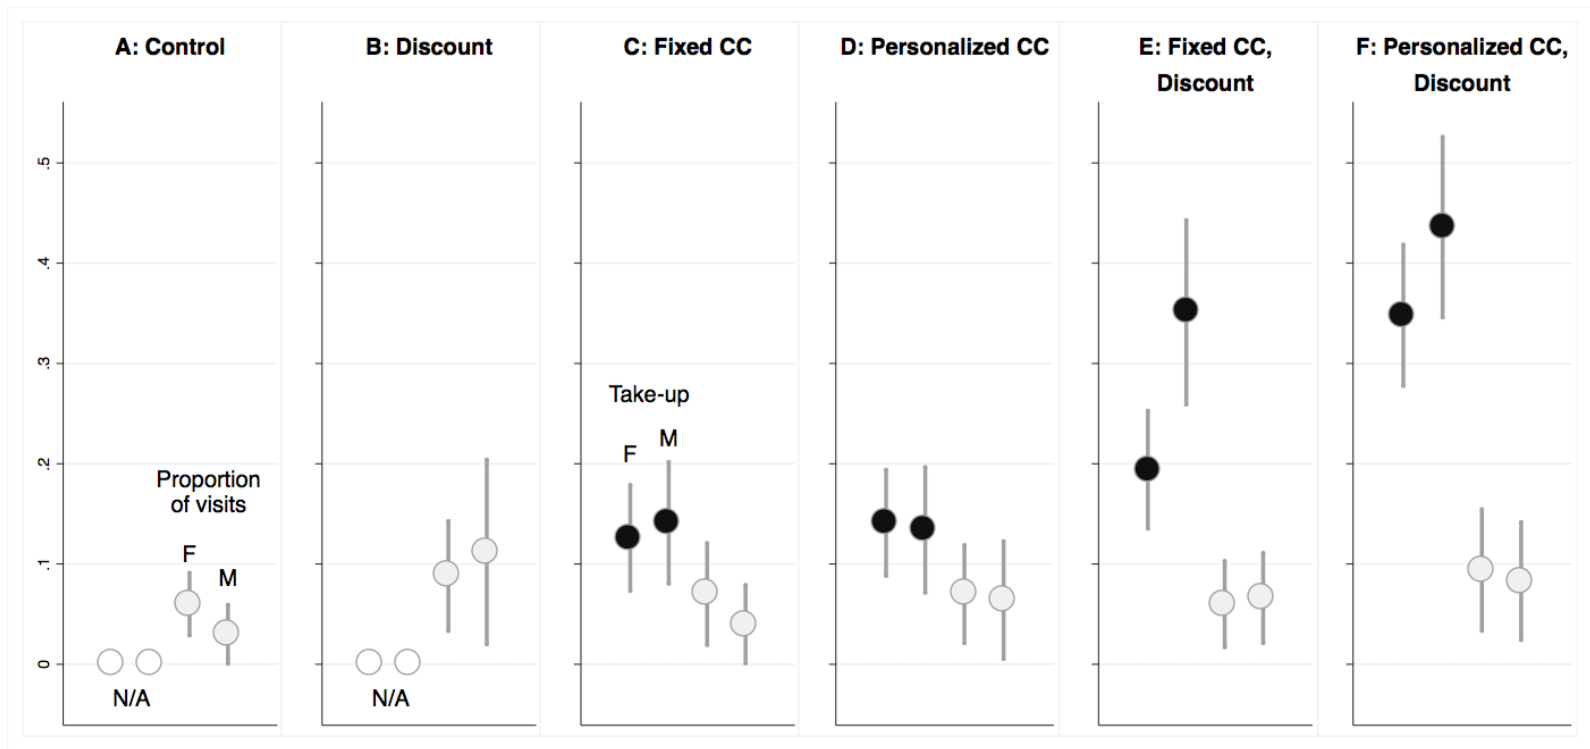 A: Control
B: Discount
C: Fixed CC
D: Personalized CC
E: Fixed CC,
Discount
F: Personalized CC,
Discount
.5
.4
.3
.2
.1
0
Proportion
of visits
F
M
N/A
N/A
Take-up
F
M